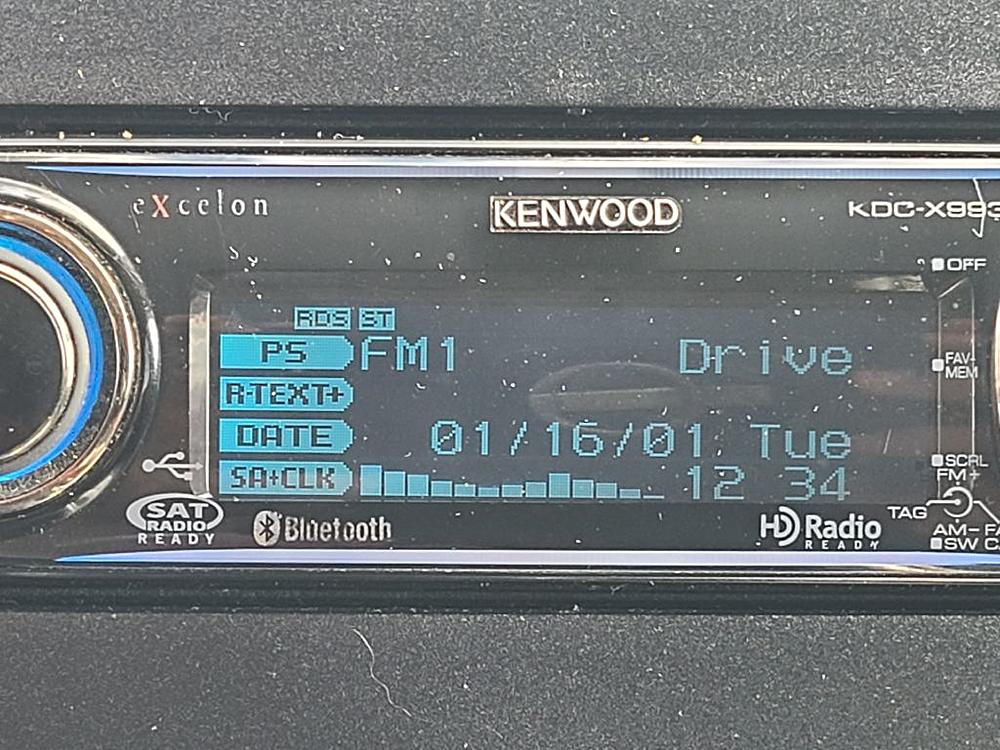 eXcelon
KENWOOD
KDC-X993
OFF
RDS ST
PS FM1 Drive
FAV-
MEM
R-TEXT+
DATE 01/16/01 Tue
SCRL
FM+
SA+CLK 12 34
SAT
RADIO
READY
Bluetooth
HD Radio
READY
TAG
AM-
SW